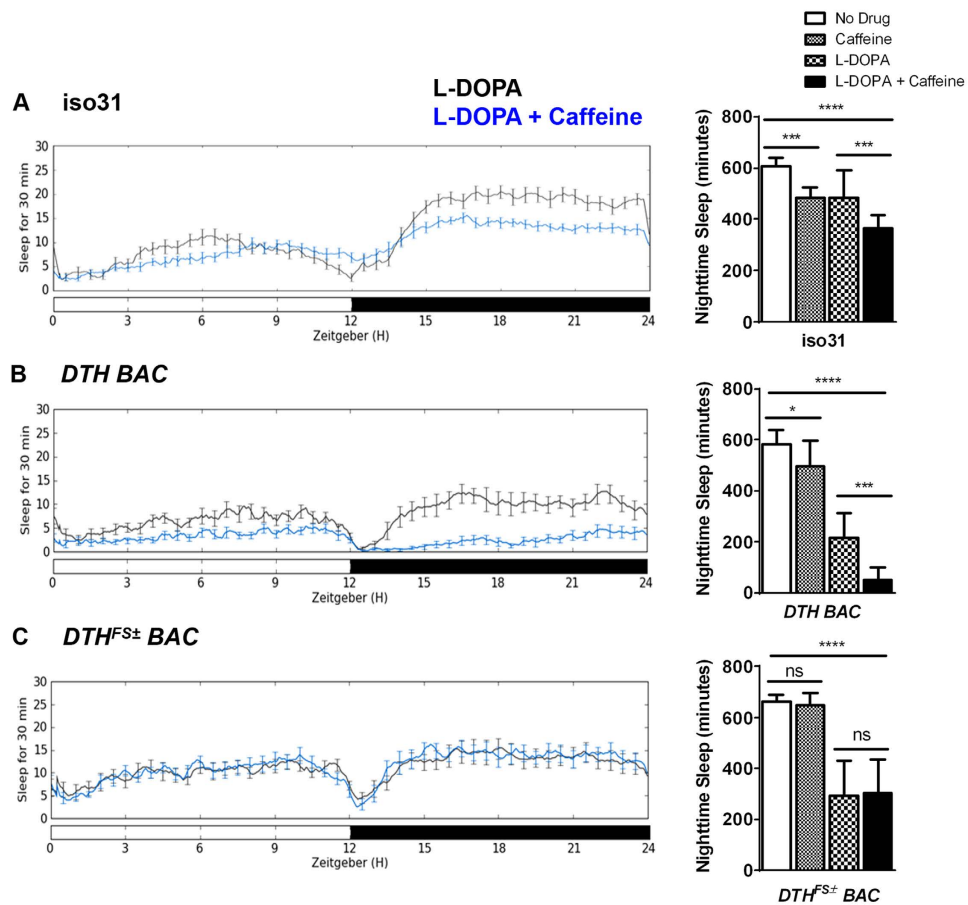 No Drug
Caffeine
L-DOPA
L-DOPA + Caffeine
A iso31
L-DOPA
L-DOPA + Caffeine
Sleep for 30 min
30
25
20
15
10
5
0
0 3 6 9 12 15 18 21 24
Zeitgeber (H)
Nighttime Sleep (minutes)
800
600
400
200
0
****
*** ***
iso31
B DTH BAC
Sleep for 30 min
30
25
20
15
10
5
0
0 3 6 9 12 15 18 21 24
Zeitgeber (H)
Nighttime Sleep (minutes)
800
600
400
200
0
****
*
***
DTH BAC
C DTH^FS± BAC
Sleep for 30 min
30
25
20
15
10
5
0
0 3 6 9 12 15 18 21 24
Zeitgeber (H)
Nighttime Sleep (minutes)
800
600
400
200
0
****
ns
ns
DTH^FS± BAC